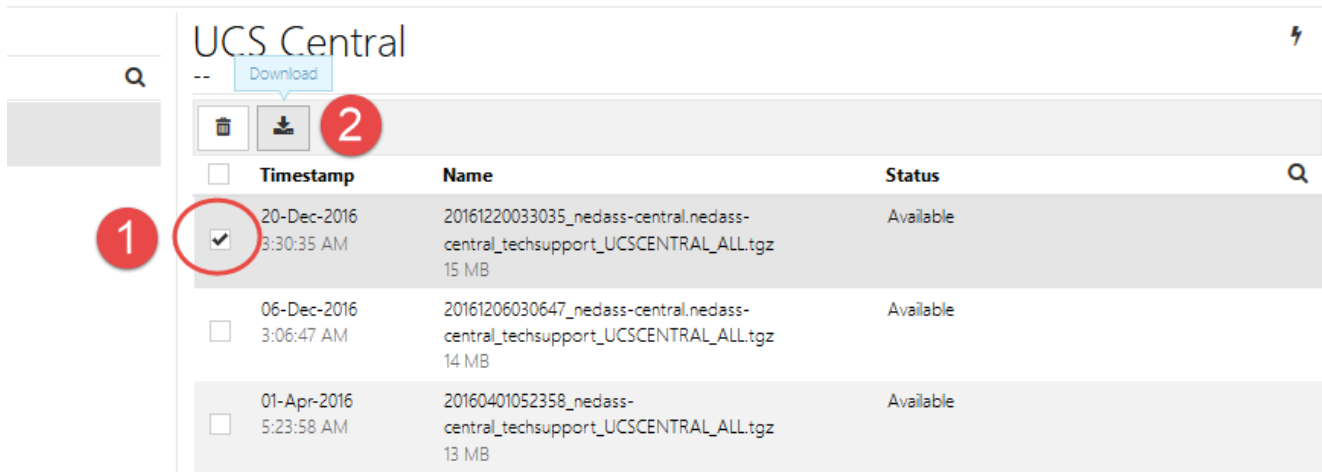 UCS Central
--
Download
2
Timestamp Name Status
1
20-Dec-2016 20161220033035_nedass-central.nedass- Available
3:30:35 AM central_techsupport_UCSCENTRAL_ALL.tgz
15 MB
06-Dec-2016 20161206030647_nedass-central.nedass- Available
3:06:47 AM central_techsupport_UCSCENTRAL_ALL.tgz
14 MB
01-Apr-2016 20160401052358_nedass- Available
5:23:58 AM central_techsupport_UCSCENTRAL_ALL.tgz
13 MB